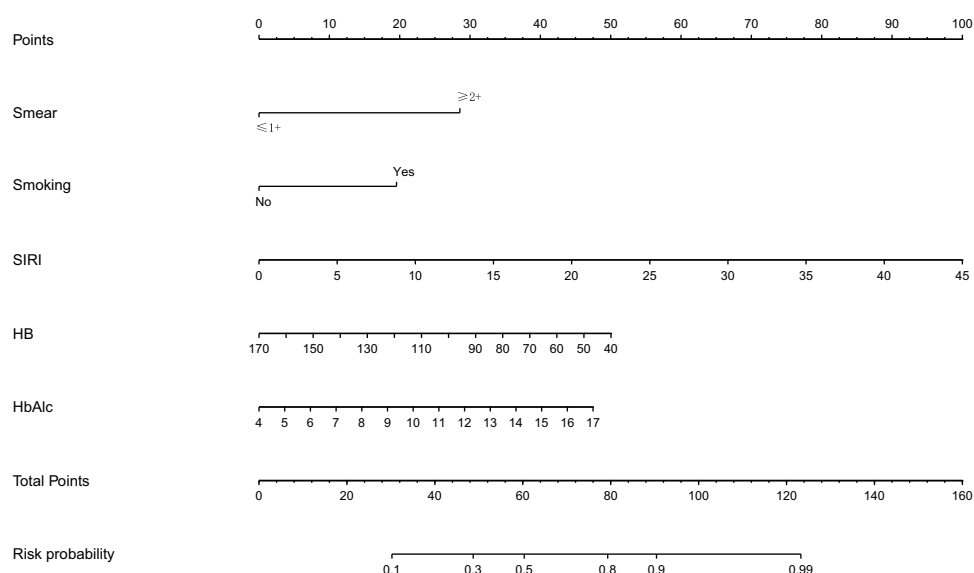 Points 0 10 20 30 40 50 60 70 80 90 100
Smear ≤1+ ≥2+
Smoking No Yes
SIRI 0 5 10 15 20 25 30 35 40 45
HB 170 150 130 110 90 80 70 60 50 40
HbAlc 4 5 6 7 8 9 10 11 12 13 14 15 16 17
Total Points 0 20 40 60 80 100 120 140 160
Risk probability 0.1 0.3 0.5 0.8 0.9 0.99